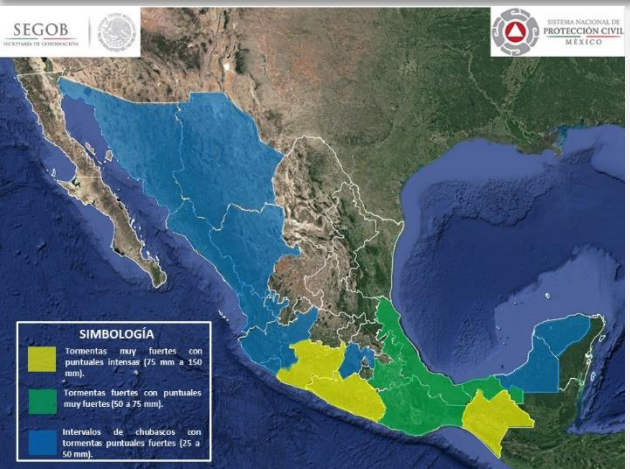 SEGOB
SECRETARÍA DE GOBERNACIÓN
SISTEMA NACIONAL DE
PROTECCIÓN CIVIL
MÉXICO
SIMBOLOGÍA
Tormentas muy fuertes con
puntuales intensas (75 mm a 150
mm).
Tormentas fuertes con puntuales
muy fuertes (50 a 75 mm).
Intervalos de chubascos con
tormentas puntuales fuertes (25 a
50 mm).